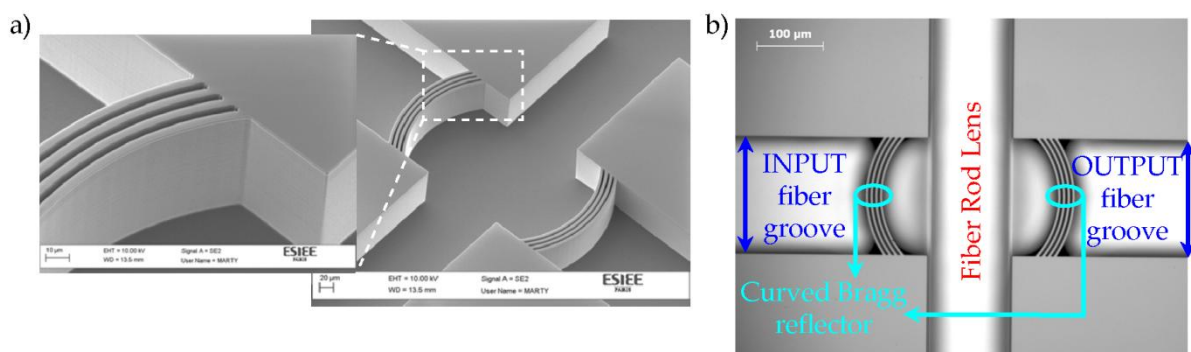 a)
10 µm
EHT = 10.00 kV
WD = 13.5 mm
Signal A = SE2
User Name = MARTY
ESIEE
PARIS
20 µm
EHT = 10.00 kV
WD = 13.5 mm
Signal A = SE2
User Name = MARTY
ESIEE
PARIS
b)
100 µm
INPUT
fiber
groove
Fiber Rod Lens
OUTPUT
fiber
groove
Curved Bragg
reflector